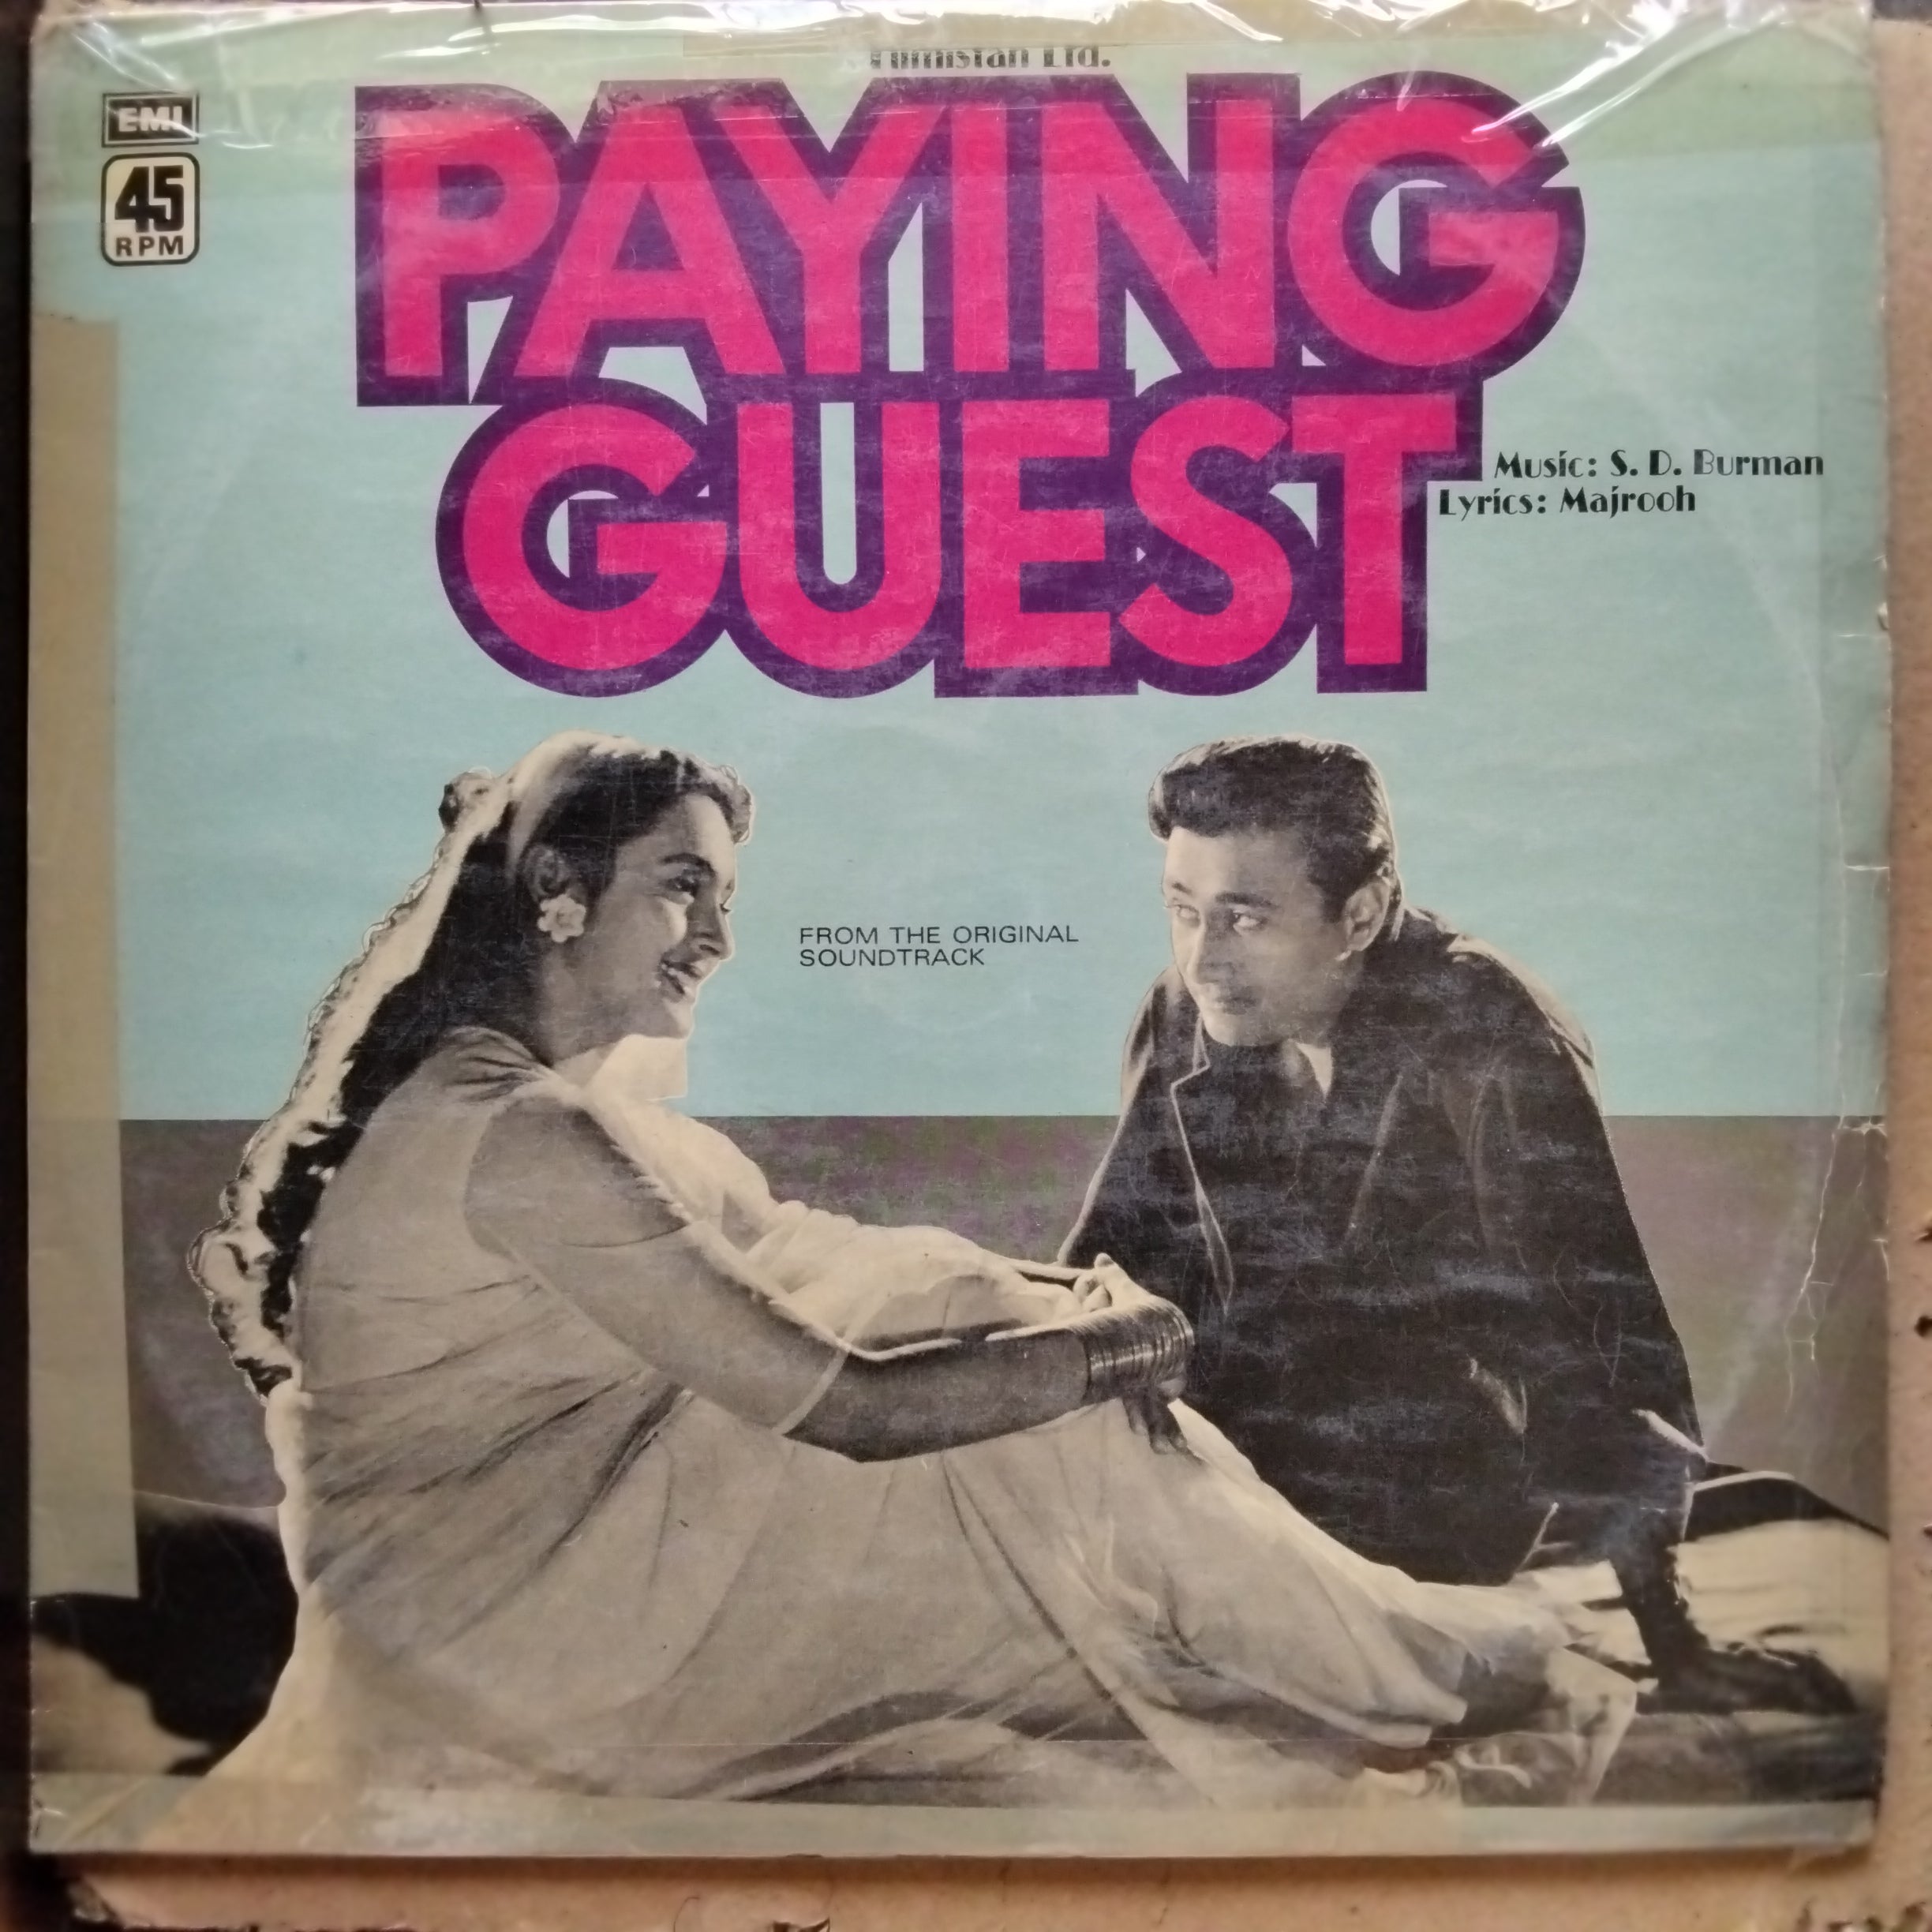 Filmistan Ltd.
EMI
45
RPM
PAYING
GUEST
Music: S. D. Burman
Lyrics: Majrooh
FROM THE ORIGINAL
SOUNDTRACK